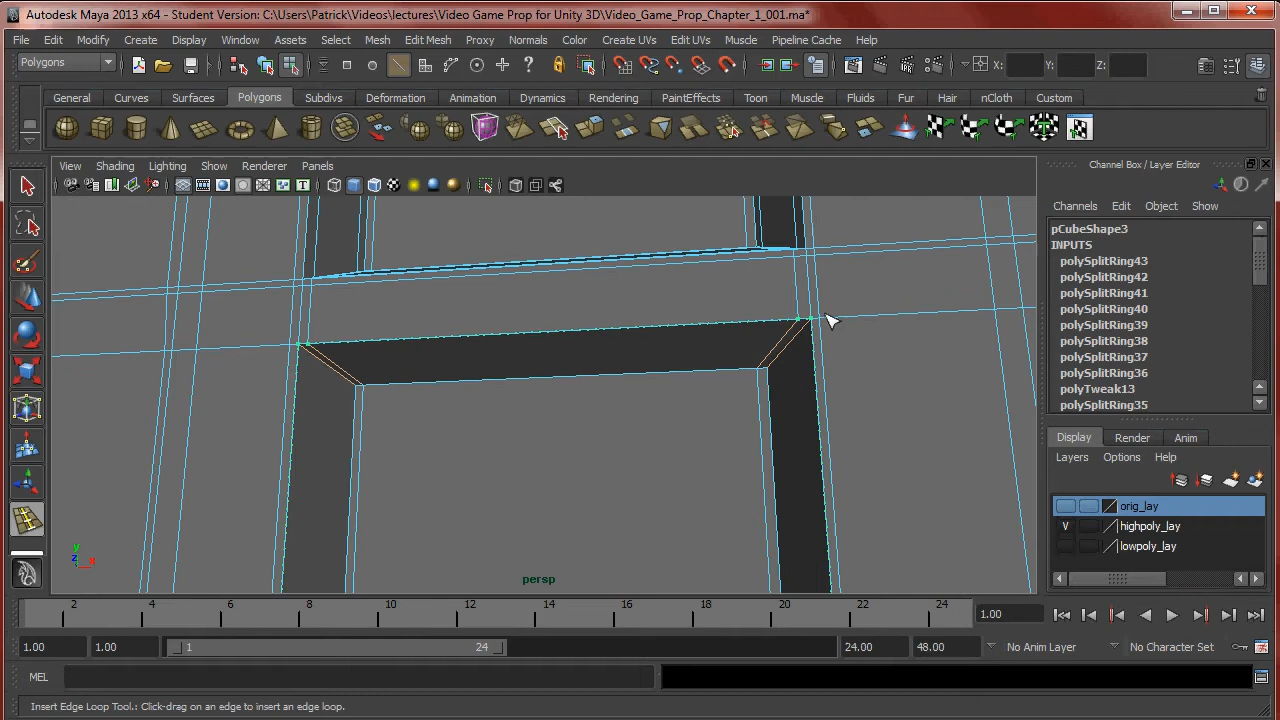 Autodesk Maya 2013 x64 - Student Version: C:\Users\Patrick\Videos\lectures\Video Game Prop for Unity 3D\Video_Game_Prop_Chapter_1_001.ma*
File Edit Modify Create Display Window Assets Select Mesh Edit Mesh Proxy Normals Color Create UVs Edit UVs Muscle Pipeline Cache Help
Polygons X: Y: Z:
General Curves Surfaces Polygons Subdivs Deformation Animation Dynamics Rendering PaintEffects Toon Muscle Fluids Fur Hair nCloth Custom
View Shading Lighting Show Renderer Panels
Channel Box / Layer Editor
Channels Edit Object Show
pCubeShape3
INPUTS
polySplitRing43
polySplitRing42
polySplitRing41
polySplitRing40
polySplitRing39
polySplitRing38
polySplitRing37
polySplitRing36
polyTweak13
polySplitRing35
Display Render Anim
Layers Options Help
orig_lay
V highpoly_lay
lowpoly_lay
y
z x
persp
2 4 6 8 10 12 14 16 18 20 22 24
1.00
1.00 1.00 1 24 24.00 48.00 No Anim Layer No Character Set
MEL
Insert Edge Loop Tool.: Click-drag on an edge to insert an edge loop.